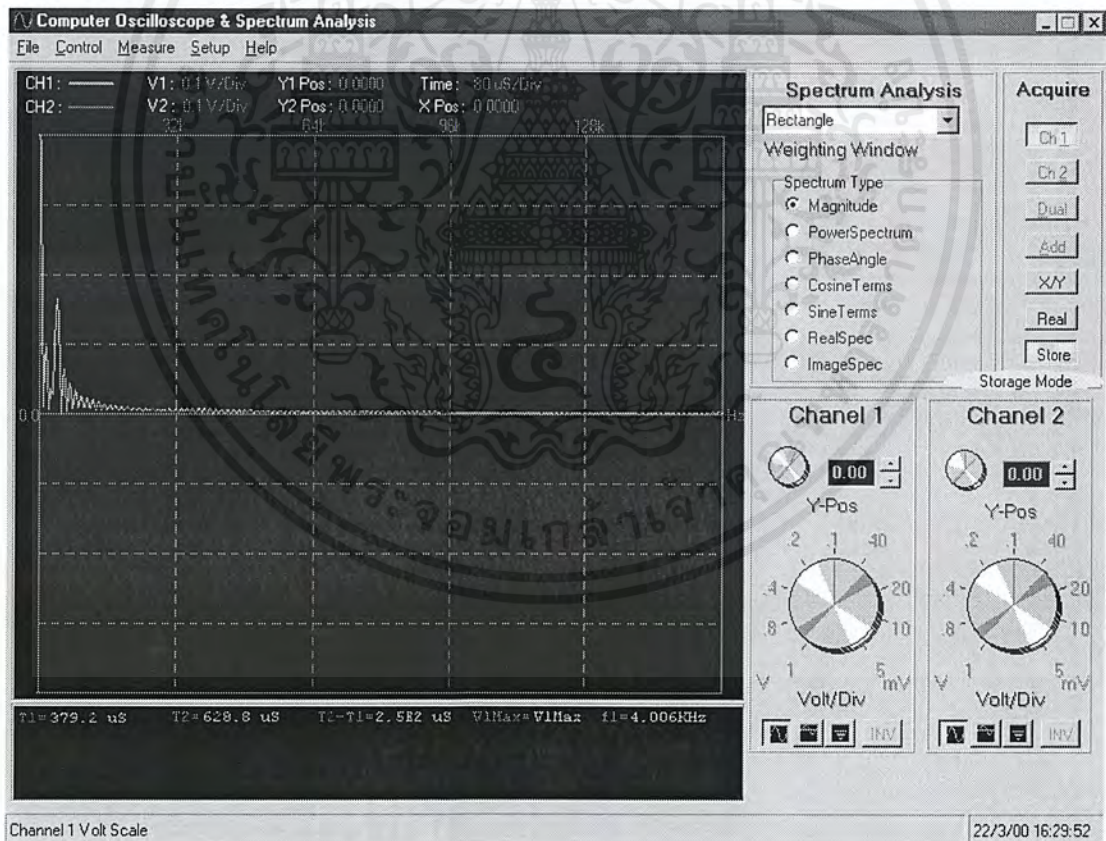 Computer Oscilloscope & Spectrum Analysis
File Control Measure Setup Help
CH1: V1: 0.1 V/Div Y1 Pos: 0.0000 Time: 80 uS/Div
CH2: V2: 0.1 V/Div Y2 Pos: 0.0000 X Pos: 0.0000
32k 64k 96k 128k
0.0 Hz
T1=379.2 uS T2=628.8 uS T2-T1=2.5E2 uS V1Max=V1Max f1=4.006KHz
Spectrum Analysis
Rectangle
Weighting Window
Spectrum Type
Magnitude
PowerSpectrum
PhaseAngle
CosineTerms
SineTerms
RealSpec
ImageSpec
Acquire
Ch1
Ch2
Dual
Add
X/Y
Real
Store
Storage Mode
Chanel 1
0.00
Y-Pos
.2 .1 40
.4 20
.8 10
1 5
V mV
Volt/Div
INV
Chanel 2
0.00
Y-Pos
.2 .1 40
.4 20
.8 10
1 5
V mV
Volt/Div
INV
Channel 1 Volt Scale
22/3/00 16:29:52